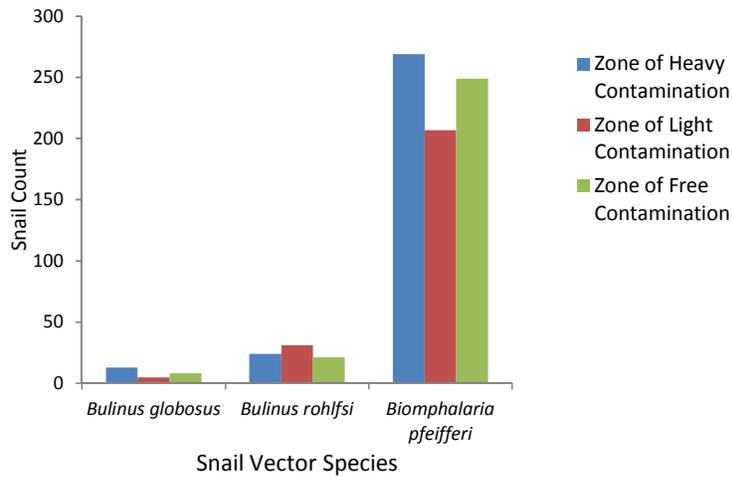 300
250
200
150
100
50
0
Snail Count
Bulinus globosus
Bulinus rohlfsi
Biomphalaria
pfeifferi
Snail Vector Species
Zone of Heavy
Contamination
Zone of Light
Contamination
Zone of Free
Contamination